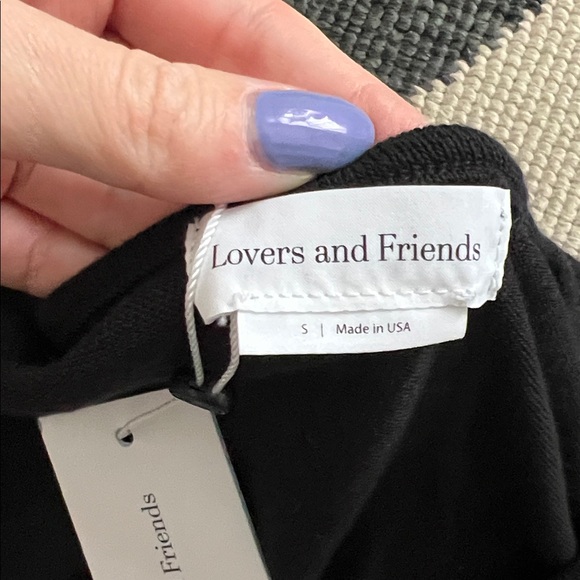 Lovers and Friends
S | Made in USA
Friends